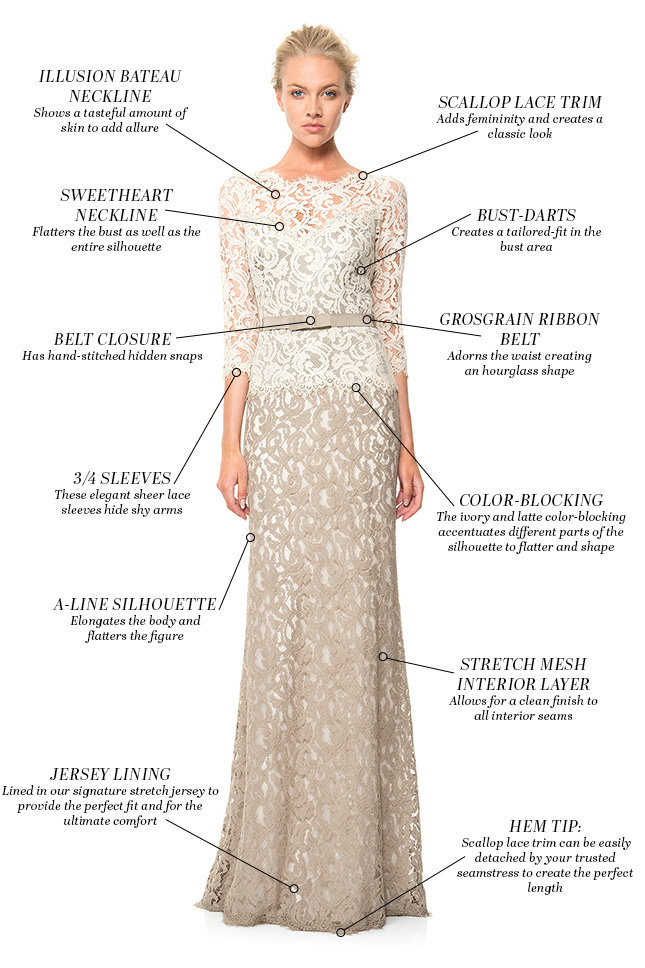 ILLUSION BATEAU
NECKLINE
Shows a tasteful amount of
skin to add allure
SCALLOP LACE TRIM
Adds femininity and creates a
classic look
SWEETHEART
NECKLINE
Flatters the bust as well as the
entire silhouette
BUST-DARTS
Creates a tailored-fit in the
bust area
BELT CLOSURE
Has hand-stitched hidden snaps
GROSGRAIN RIBBON
BELT
Adorns the waist creating
an hourglass shape
3/4 SLEEVES
These elegant sheer lace
sleeves hide shy arms
COLOR-BLOCKING
The ivory and latte color-blocking
accentuates different parts of the
silhouette to flatter and shape
A-LINE SILHOUETTE
Elongates the body and
flatters the figure
STRETCH MESH
INTERIOR LAYER
Allows for a clean finish to
all interior seams
JERSEY LINING
Lined in our signature stretch jersey to
provide the perfect fit and for the
ultimate comfort
HEM TIP:
Scallop lace trim can be easily
detached by your trusted
seamstress to create the perfect
length